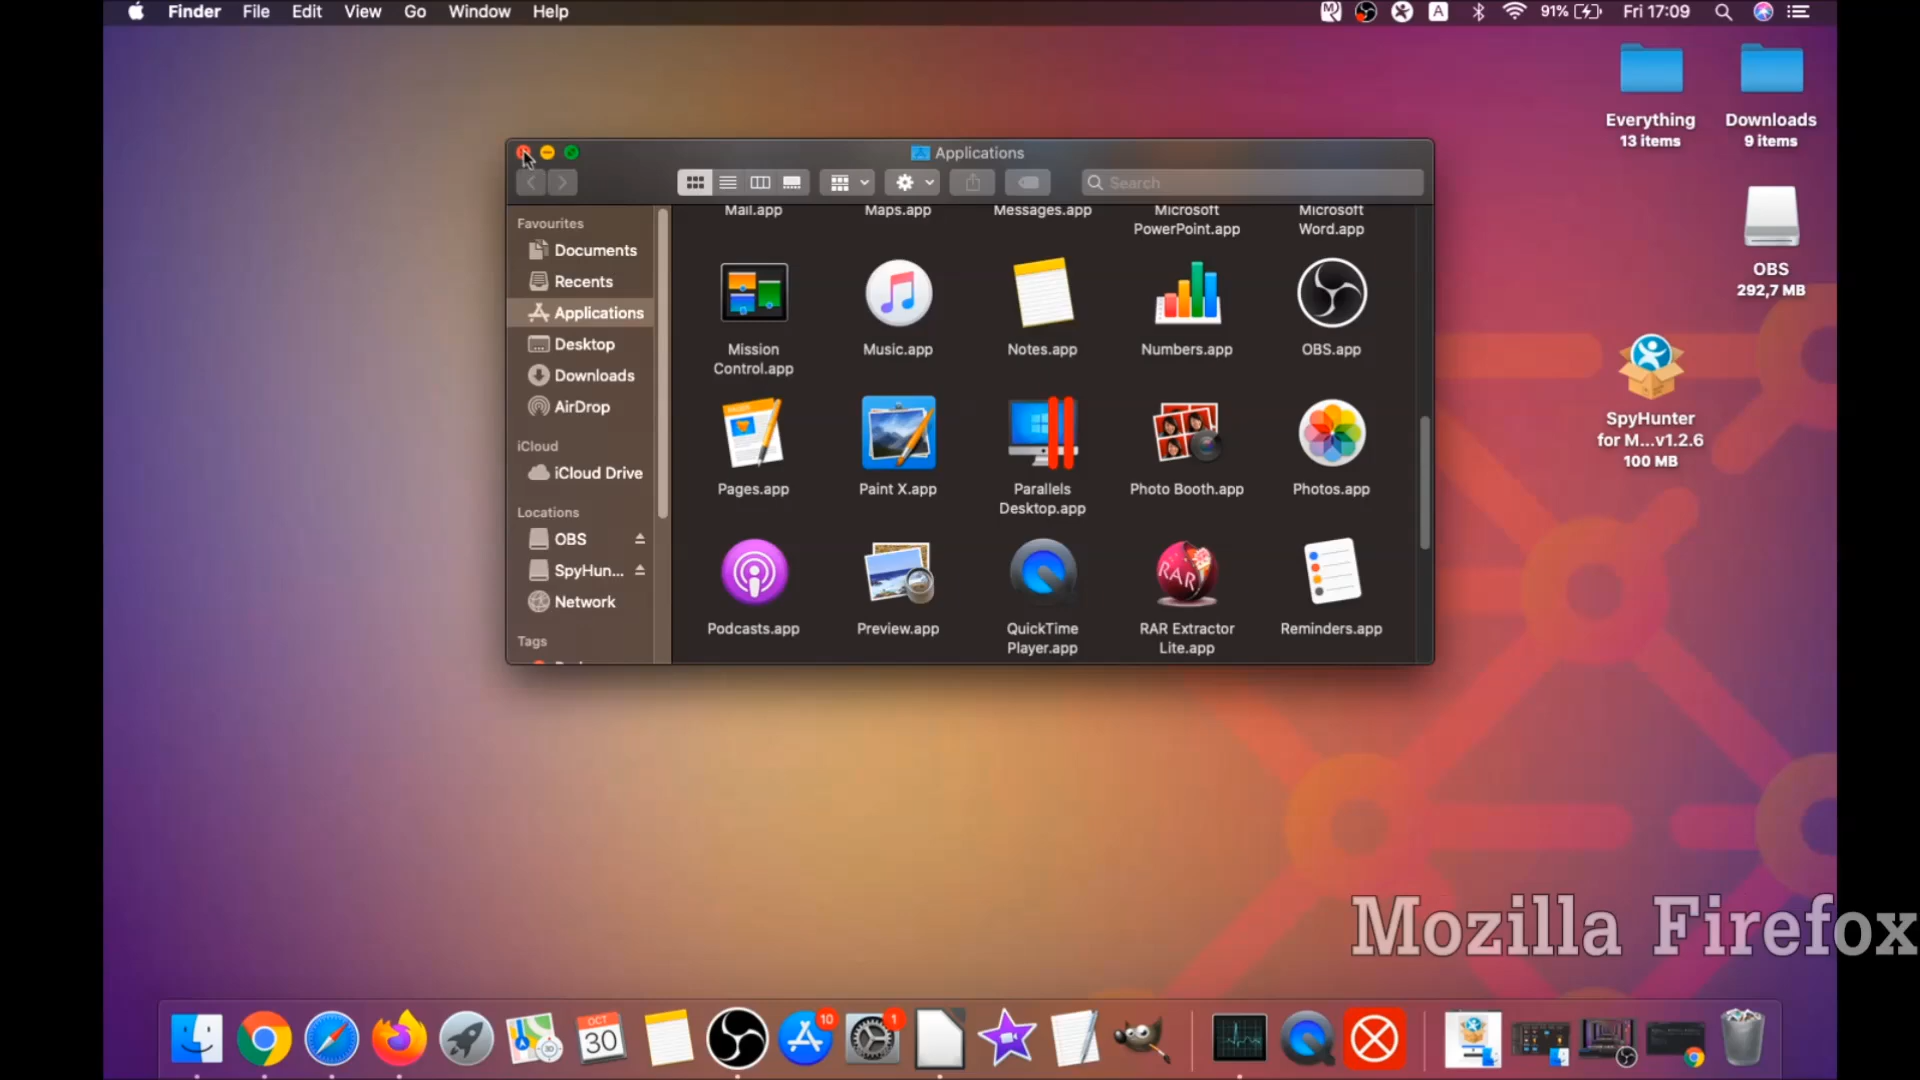 Finder File Edit View Go Window Help
A 91% Fri 17:09
Everything
13 items
Downloads
9 items
OBS
292,7 MB
SpyHunter
for M...v1.2.6
100 MB
Applications
Search
Favourites
Documents
Recents
Applications
Desktop
Downloads
AirDrop
iCloud
iCloud Drive
Locations
OBS
SpyHun...
Network
Tags
Mail.app
Maps.app
Messages.app
Microsoft
PowerPoint.app
Microsoft
Word.app
Mission
Control.app
Music.app
Notes.app
Numbers.app
OBS.app
Pages.app
Paint X.app
Parallels
Desktop.app
Photo Booth.app
Photos.app
Podcasts.app
Preview.app
QuickTime
Player.app
RAR
RAR Extractor
Lite.app
Reminders.app
Mozilla Firefox
OCT
30
10
1